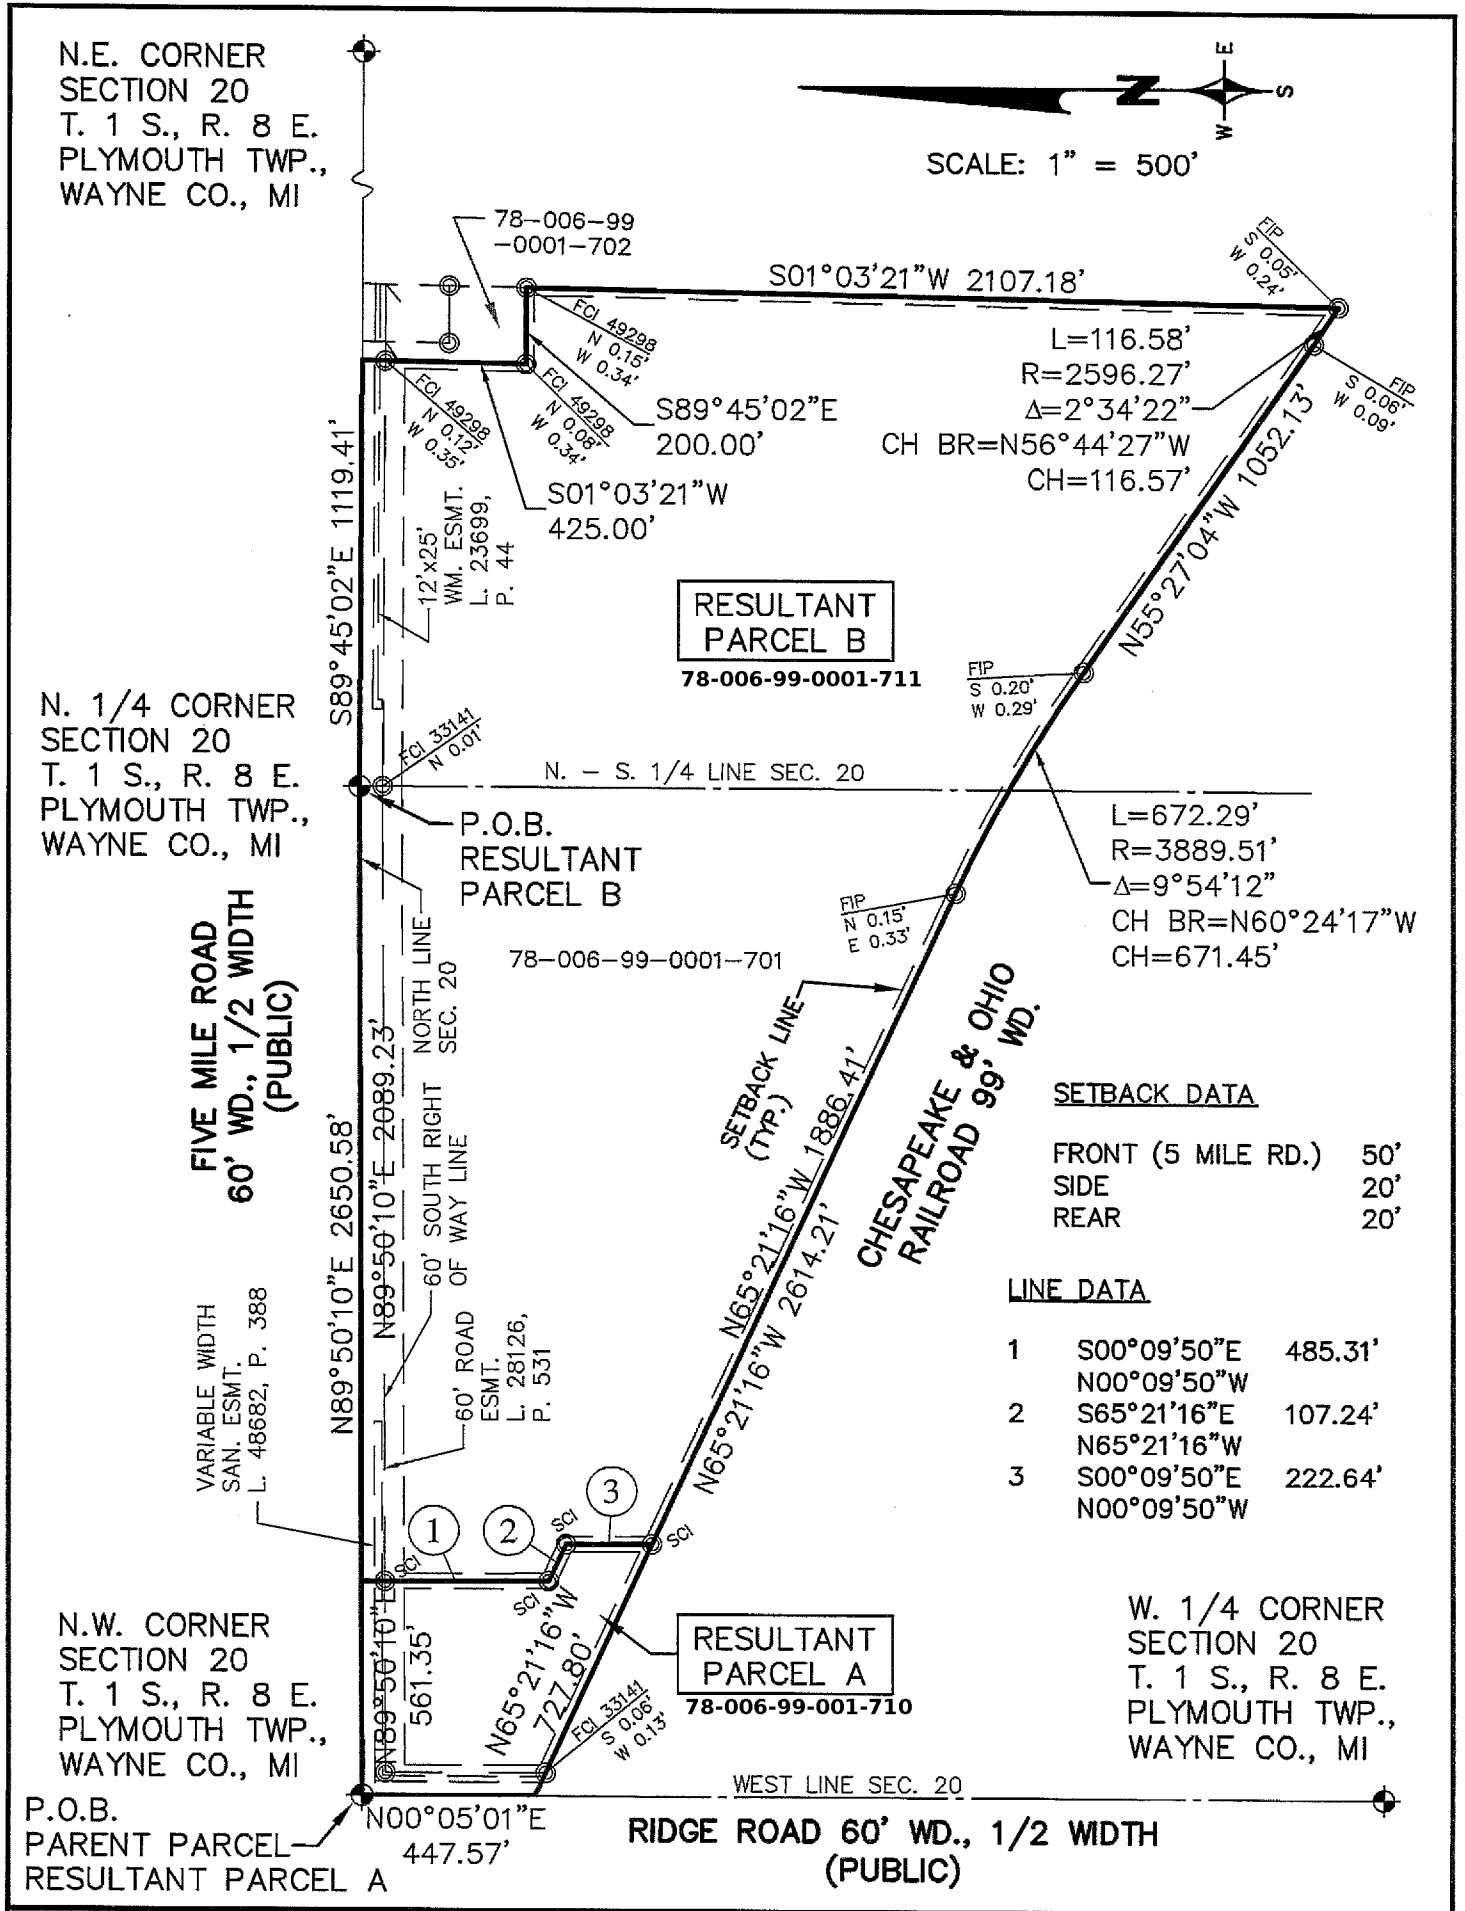 N.E. CORNER
SECTION 20
T. 1 S., R. 8 E.
PLYMOUTH TWP.,
WAYNE CO., MI
N
E
S
W
SCALE: 1" = 500'
78-006-99
-0001-702
S01°03'21"W 2107.18'
FIP
S 0.05'
W 0.24'
FCI 49298
N 0.15'
W 0.34'
L=116.58'
R=2596.27'
Δ=2°34'22"
CH BR=N56°44'27"W
CH=116.57'
FIP
S 0.06'
W 0.09'
FCI 49298
N 0.12'
W 0.35'
FCI 49298
N 0.08'
W 0.34'
S89°45'02"E
200.00'
S01°03'21"W
425.00'
S89°45'02"E 1119.41'
12'x25'
WM. ESMT.
L. 23699,
P. 44
N55°27'04"W 1052.13'
RESULTANT
PARCEL B
78-006-99-0001-711
FIP
S 0.20'
W 0.29'
N. 1/4 CORNER
SECTION 20
T. 1 S., R. 8 E.
PLYMOUTH TWP.,
WAYNE CO., MI
FCI 33141
N 0.01'
N. - S. 1/4 LINE SEC. 20
P.O.B.
RESULTANT
PARCEL B
L=672.29'
R=3889.51'
Δ=9°54'12"
CH BR=N60°24'17"W
CH=671.45'
FIP
N 0.15'
E 0.33'
78-006-99-0001-701
FIVE MILE ROAD
60' WD., 1/2 WIDTH
(PUBLIC)
NORTH LINE
SEC. 20
N89°50'10"E 2650.58'
N89°50'10"E 2089.23'
60' SOUTH RIGHT
OF WAY LINE
SETBACK LINE
(TYP.)
CHESAPEAKE & OHIO
RAILROAD 99' WD.
N65°21'16"W 1886.41'
N65°21'16"W 2614.21'
SETBACK DATA
FRONT (5 MILE RD.) 50'
SIDE 20'
REAR 20'
VARIABLE WIDTH
SAN. ESMT.
L. 48682, P. 388
60' ROAD
ESMT.
L. 28126,
P. 531
LINE DATA
1 S00°09'50"E 485.31'
N00°09'50"W
2 S65°21'16"E 107.24'
N65°21'16"W
3 S00°09'50"E 222.64'
N00°09'50"W
1
2
3
SCI
SCI
SCI
SCI
N.W. CORNER
SECTION 20
T. 1 S., R. 8 E.
PLYMOUTH TWP.,
WAYNE CO., MI
N89°50'10"E
561.35'
N65°21'16"W
727.80'
FCI 33141
S 0.06'
W 0.13'
RESULTANT
PARCEL A
78-006-99-001-710
W. 1/4 CORNER
SECTION 20
T. 1 S., R. 8 E.
PLYMOUTH TWP.,
WAYNE CO., MI
WEST LINE SEC. 20
P.O.B.
PARENT PARCEL
RESULTANT PARCEL A
N00°05'01"E
447.57'
RIDGE ROAD 60' WD., 1/2 WIDTH
(PUBLIC)